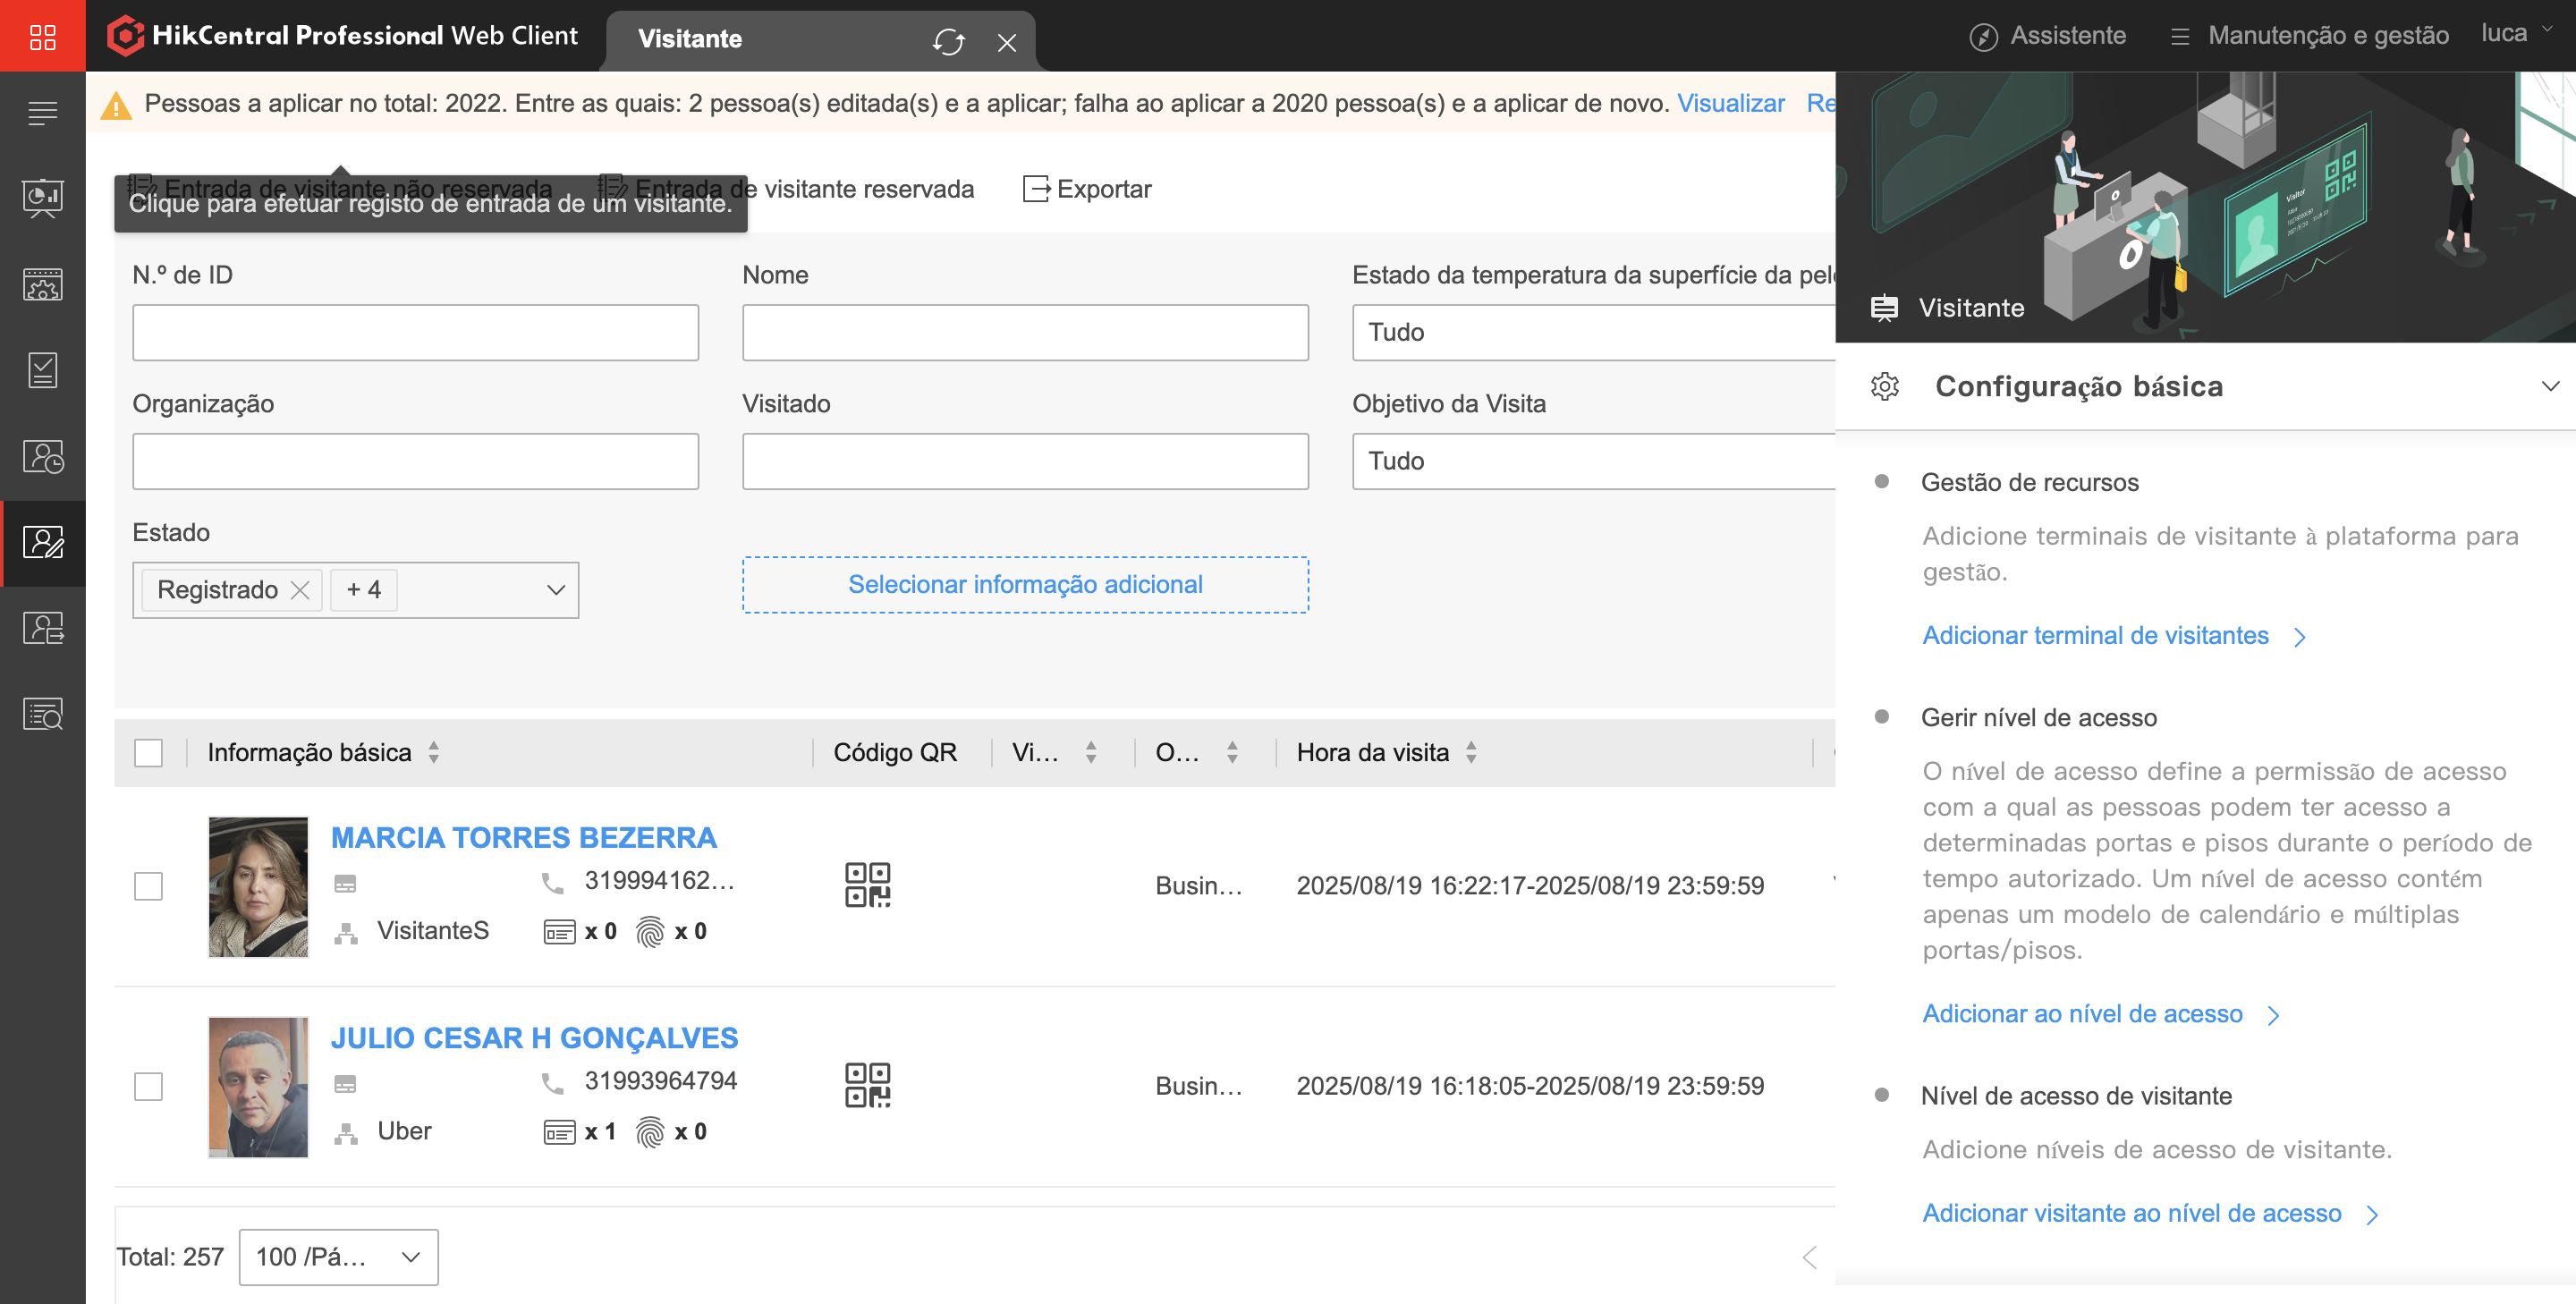 HikCentral Professional Web Client
Visitante
Assistente
Manutenção e gestão
luca
Pessoas a aplicar no total: 2022. Entre as quais: 2 pessoa(s) editada(s) e a aplicar; falha ao aplicar a 2020 pessoa(s) e a aplicar de novo. Visualizar Re
Entrada de visitante não reservada
Entrada de visitante reservada
Exportar
Clique para efetuar registo de entrada de um visitante.
N.º de ID
Nome
Estado da temperatura da superfície da pele
Tudo
Organização
Visitado
Objetivo da Visita
Tudo
Estado
Registrado
+ 4
Selecionar informação adicional
Informação básica
Código QR
Vi...
O...
Hora da visita
MARCIA TORRES BEZERRA
319994162...
VisitanteS
x 0
x 0
Busin...
2025/08/19 16:22:17-2025/08/19 23:59:59
JULIO CESAR H GONÇALVES
31993964794
Uber
x 1
x 0
Busin...
2025/08/19 16:18:05-2025/08/19 23:59:59
Total: 257
100 /Pá...
Visitor
Visitante
Configuração básica
Gestão de recursos
Adicione terminais de visitante à plataforma para
gestão.
Adicionar terminal de visitantes
Gerir nível de acesso
O nível de acesso define a permissão de acesso
com a qual as pessoas podem ter acesso a
determinadas portas e pisos durante o período de
tempo autorizado. Um nível de acesso contém
apenas um modelo de calendário e múltiplas
portas/pisos.
Adicionar ao nível de acesso
Nível de acesso de visitante
Adicione níveis de acesso de visitante.
Adicionar visitante ao nível de acesso